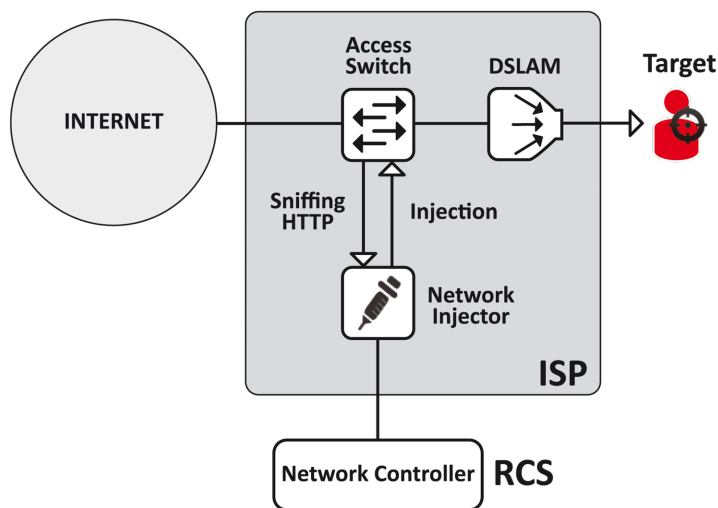 INTERNET
Access
Switch
DSLAM
Target
Sniffing
HTTP
Injection
Network
Injector
ISP
Network Controller
RCS